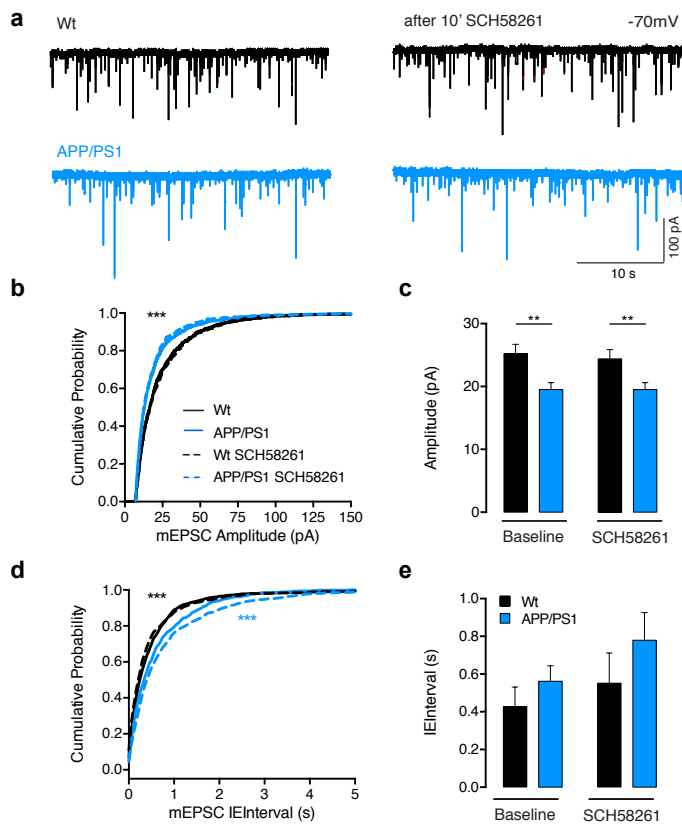 a
Wt
after 10' SCH58261
-70mV
APP/PS1
100 pA
10 s
b
1.0
0.8
0.6
0.4
0.2
0.0
Cumulative Probability
***
Wt
APP/PS1
Wt SCH58261
APP/PS1 SCH58261
0 25 50 75 100 125 150
mEPSC Amplitude (pA)
c
30
20
10
0
Amplitude (pA)
** **
Baseline SCH58261
d
1.0
0.8
0.6
0.4
0.2
0.0
Cumulative Probability
***
***
0 1 2 3 4 5
mEPSC IEInterval (s)
e
1.0
0.8
0.6
0.4
0.2
0.0
IEInterval (s)
Wt
APP/PS1
Baseline SCH58261